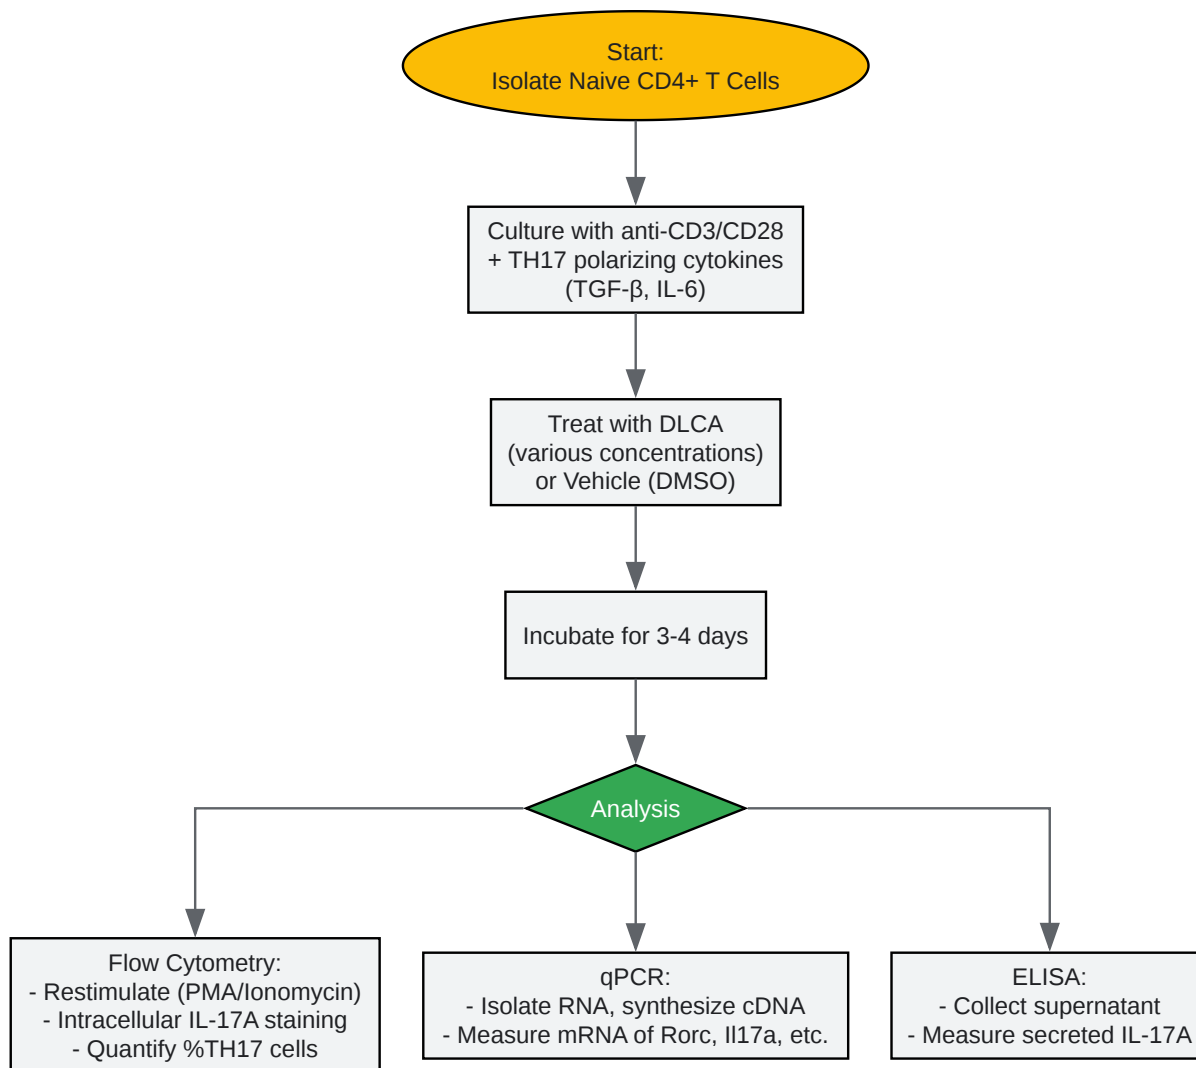 Start:
Isolate Naive CD4+ T Cells
Culture with anti-CD3/CD28
+ TH17 polarizing cytokines
(TGF-β, IL-6)
Treat with DLCA
(various concentrations)
or Vehicle (DMSO)
Incubate for 3-4 days
Analysis
Flow Cytometry:
- Restimulate (PMA/Ionomycin)
- Intracellular IL-17A staining
- Quantify %TH17 cells
qPCR:
- Isolate RNA, synthesize cDNA
- Measure mRNA of Rorc, Il17a, etc.
ELISA:
- Collect supernatant
- Measure secreted IL-17A